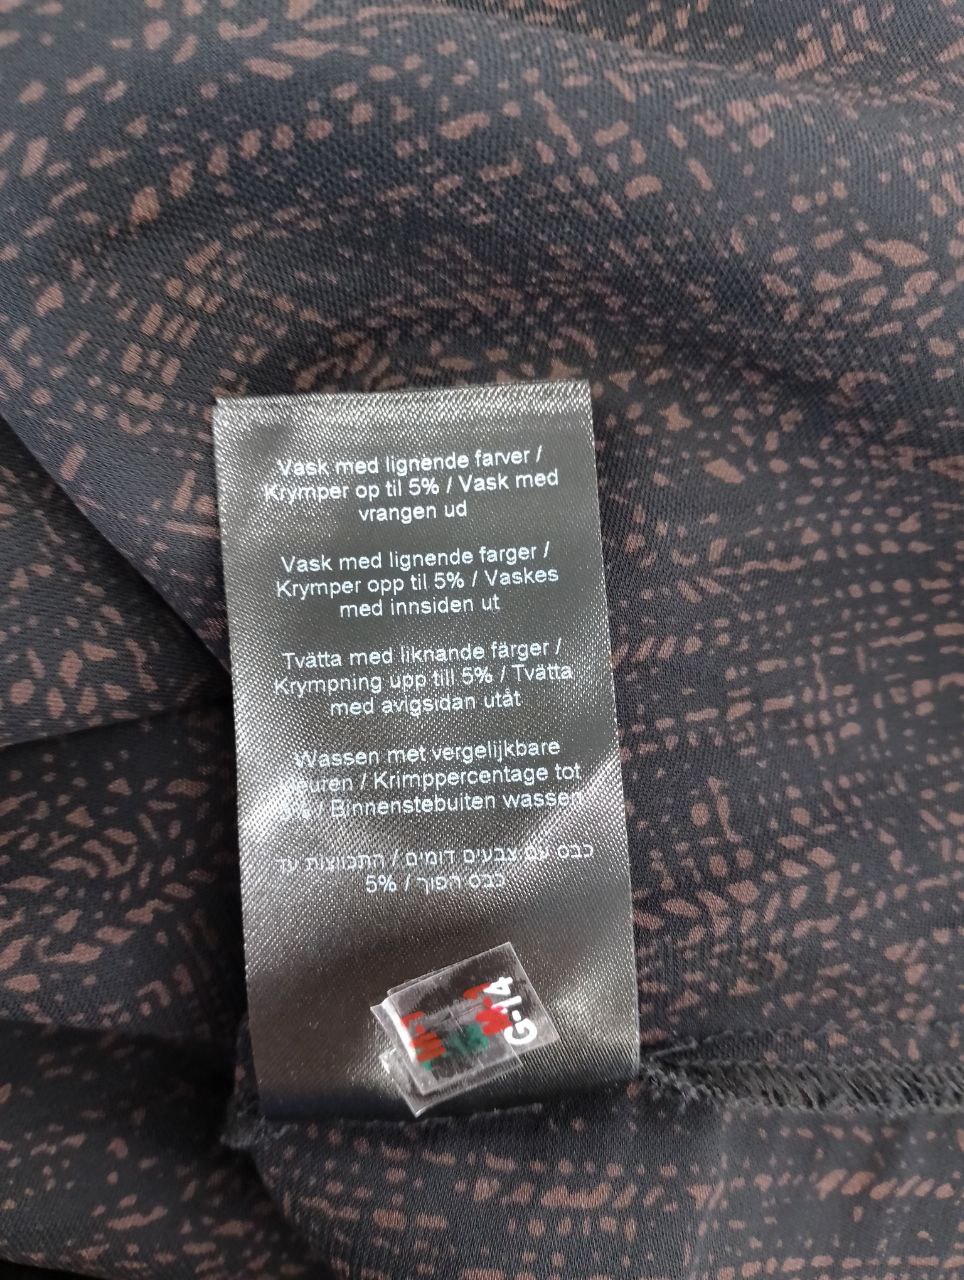 Vask med lignende farver /
Krymper op til 5% / Vask med
vrangen ud
Vask med lignende farger /
Krymper opp til 5% / Vaskes
med innsiden ut
Tvätta med liknande färger /
Krympning upp till 5% / Tvätta
med avigsidan utåt
Wassen met vergelijkbare
kleuren / Krimppercentage tot
5% / Binnenstebuiten wassen
כבס עם צבעים דומים / התכווצות עד
5% / כבס הפוך
G-14